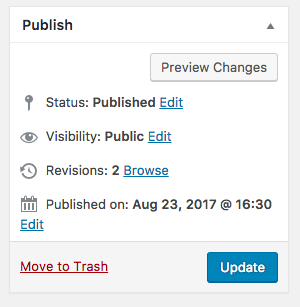 Publish
Preview Changes
Status: Published Edit
Visibility: Public Edit
Revisions: 2 Browse
Published on: Aug 23, 2017 @ 16:30
Edit
Move to Trash
Update